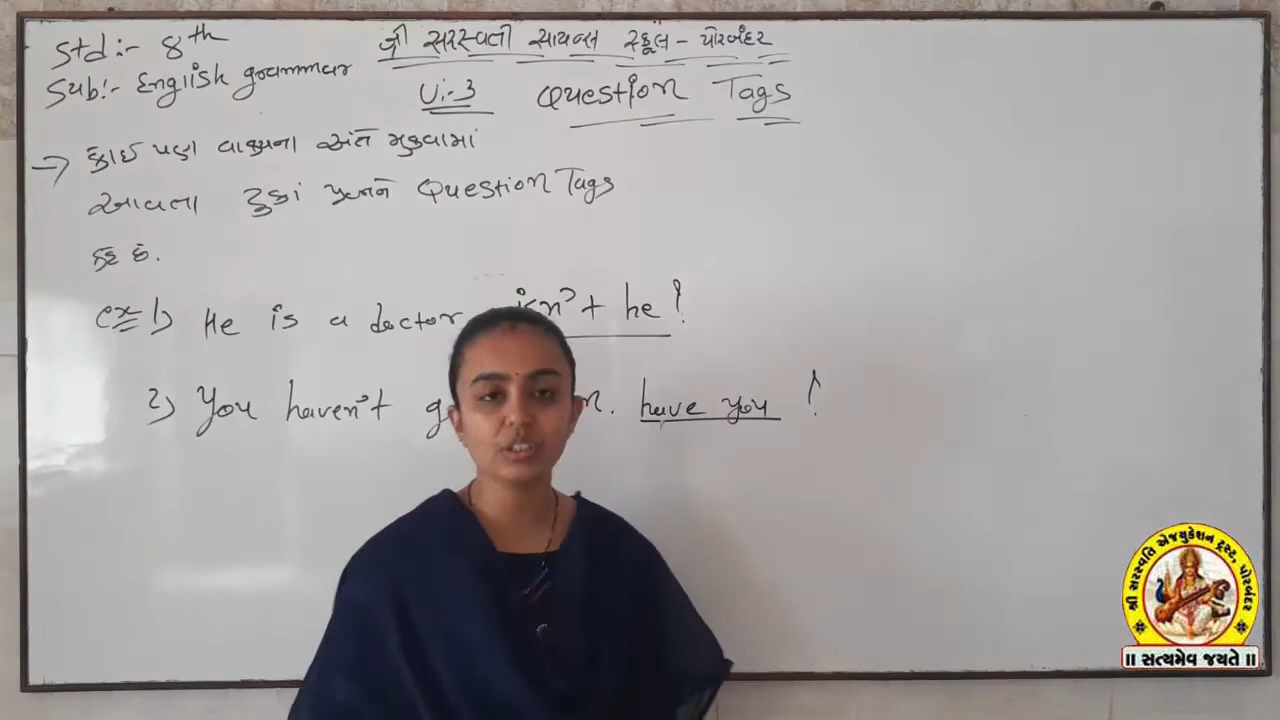 Std:- 8th
Sub:- English grammar
શ્રી સરસ્વતી સાયન્સ સ્કૂલ - પોરબંદર
U:-3 Question Tags
→ કોઈ પણ વાક્યના અંતે મુકવામાં
આવતા ટુકાં પ્રશ્નને Question Tags
કહે છે.
ex 1) He is a doctor isn't he?
2) You haven't g n. have you ?
શ્રી સરસ્વતિ એજયુકેશન ટ્રસ્ટ, પોરબંદર
॥ સત્યમેવ જયતે ॥